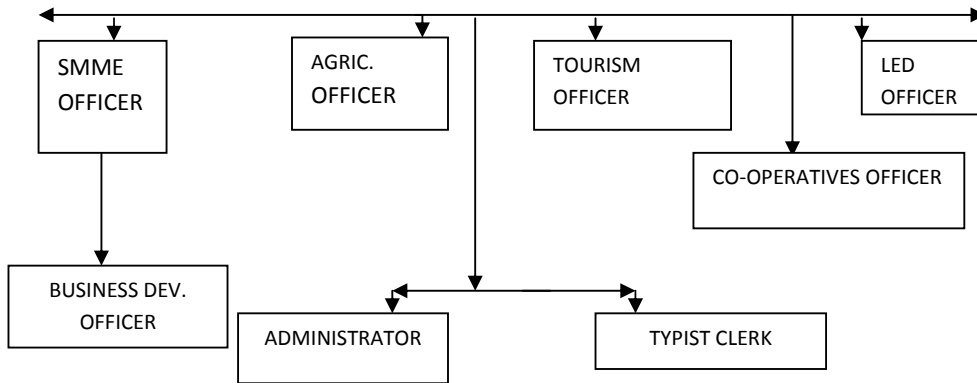 SMME
OFFICER
AGRIC.
OFFICER
TOURISM
OFFICER
LED
OFFICER
CO-OPERATIVES OFFICER
BUSINESS DEV.
OFFICER
ADMINISTRATOR
TYPIST CLERK